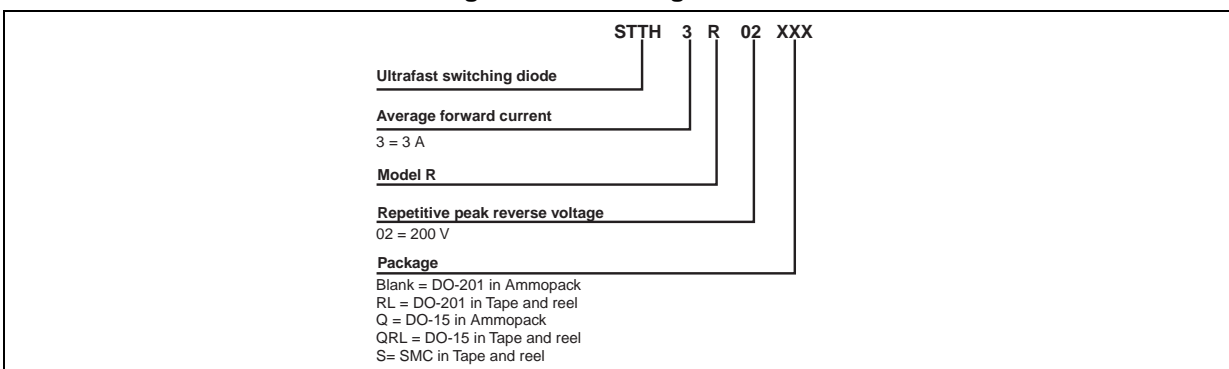 STTH 3 R 02 XXX
Ultrafast switching diode
Average forward current
3 = 3 A
Model R
Repetitive peak reverse voltage
02 = 200 V
Package
Blank = DO-201 in Ammopack
RL = DO-201 in Tape and reel
Q = DO-15 in Ammopack
QRL = DO-15 in Tape and reel
S= SMC in Tape and reel